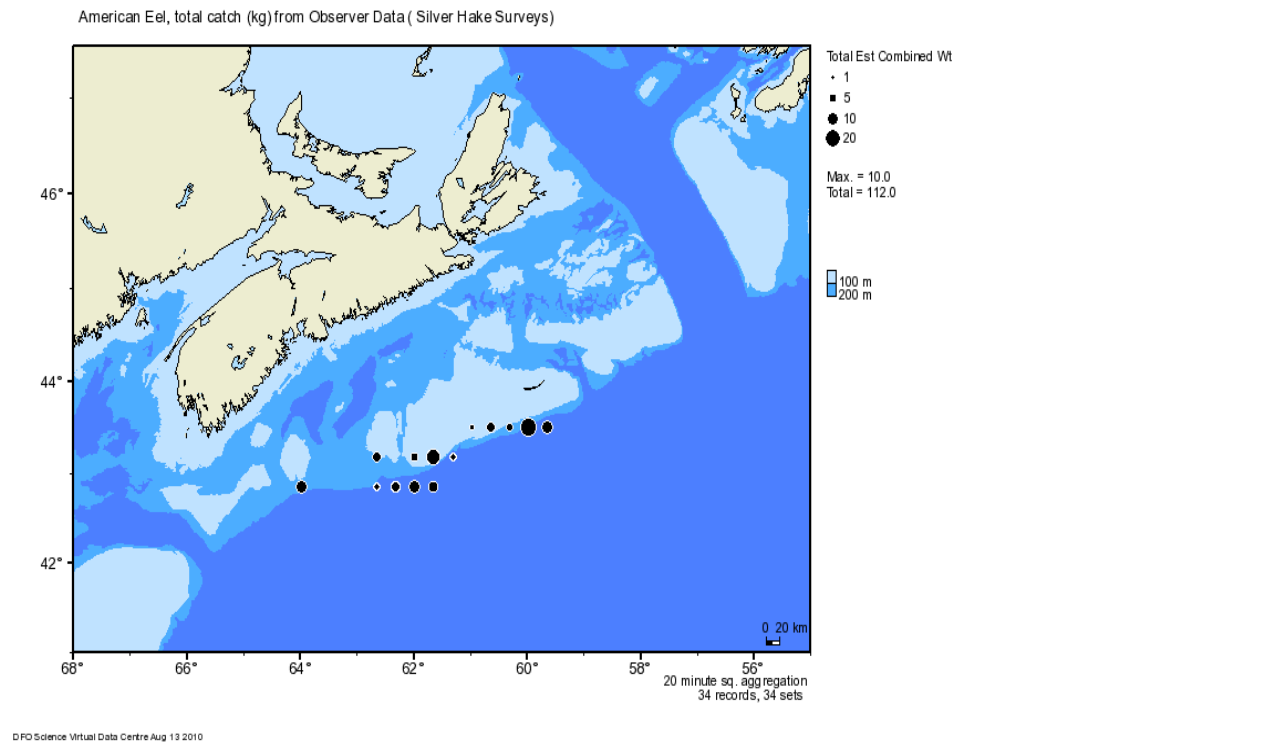 American Eel, total catch (kg) from Observer Data ( Silver Hake Surveys)
Total Est Combined Wt
1
5
10
20
Max. = 10.0
Total = 112.0
100 m
200 m
46°
44°
42°
0 20 km
68° 66° 64° 62° 60° 58° 56°
20 minute sq. aggregation
34 records, 34 sets
DFO Science Virtual Data Centre Aug 13 2010